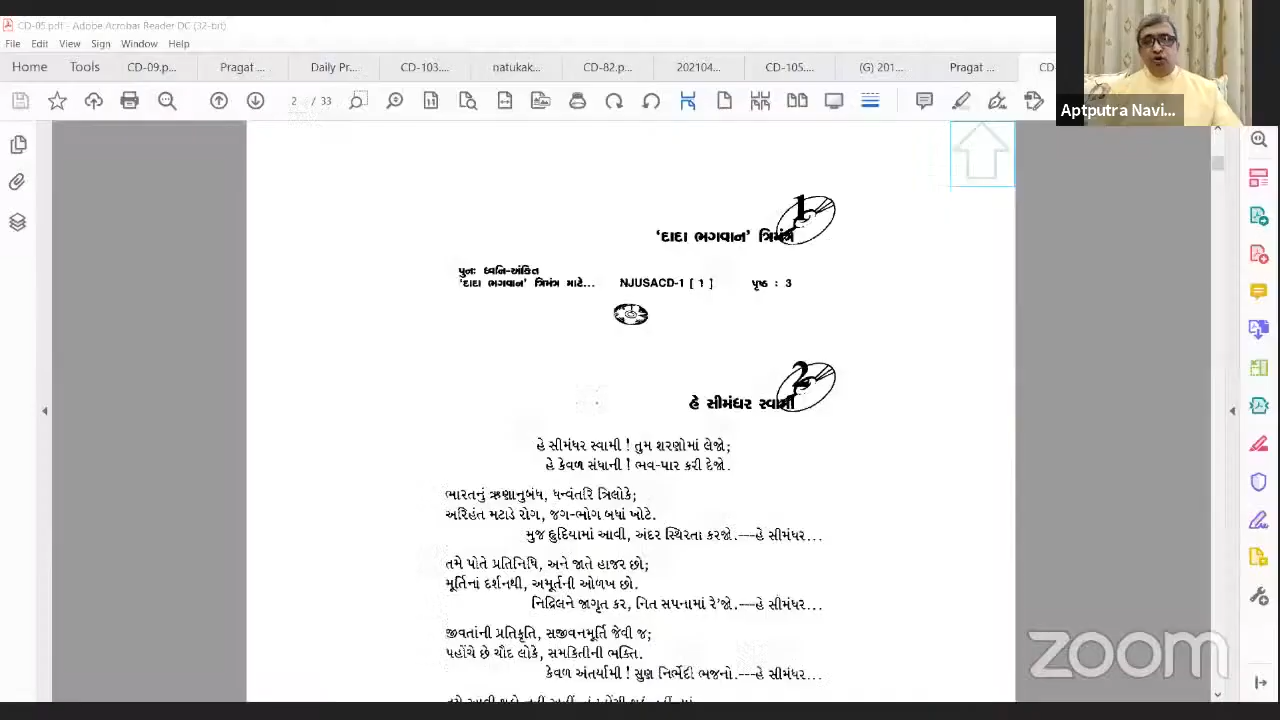 CD-05.pdf - Adobe Acrobat Reader DC (32-bit)
File Edit View Sign Window Help
Home Tools CD-09.p... Pragat ... Daily Pr... CD-103.... natukak... CD-82.p... 202104... CD-105.... (G) 201... Pragat ... CD-
2 / 33
Aptputra Navi...
1
'દાદા ભગવાન' ત્રિમંત્ર
પુનઃ ધ્વનિ-અંકિત
'દાદા ભગવાન' ત્રિમંત્ર માટે... NJUSACD-1 [ 1 ] પૃષ્ઠ : 3
2
હે સીમંધર સ્વામી
હે સીમંધર સ્વામી ! તુમ શરણોમાં લેજો;
હે કેવળ સંધાની ! ભવ-પાર કરી દેજો.
ભારતનું ઋણાનુબંધ, ધન્વંતરિ ત્રિલોકે;
અરિહંત મટાડે રોગ, જગ-ભોગ બધાં ખોટે.
મુજ હૃદિયામાં આવી, અંદર સ્થિરતા કરજો.---હે સીમંધર...
તમે પોતે પ્રતિનિધિ, અને જાતે હાજર છો;
મૂર્તિનાં દર્શનથી, અમૂર્તની ઓળખ છો.
નિદ્રિલને જાગૃત કર, નિત સપનામાં રે'જો.---હે સીમંધર...
જીવતાંની પ્રતિકૃતિ, સજીવનમૂર્તિ જેવી જ;
પહોંચે છે ચૌદ લોકે, સમકિતીની ભક્તિ.
કેવળ અંતર્યામી ! સુણ નિર્ભેદી ભજનો.---હે સીમંધર...
zoom